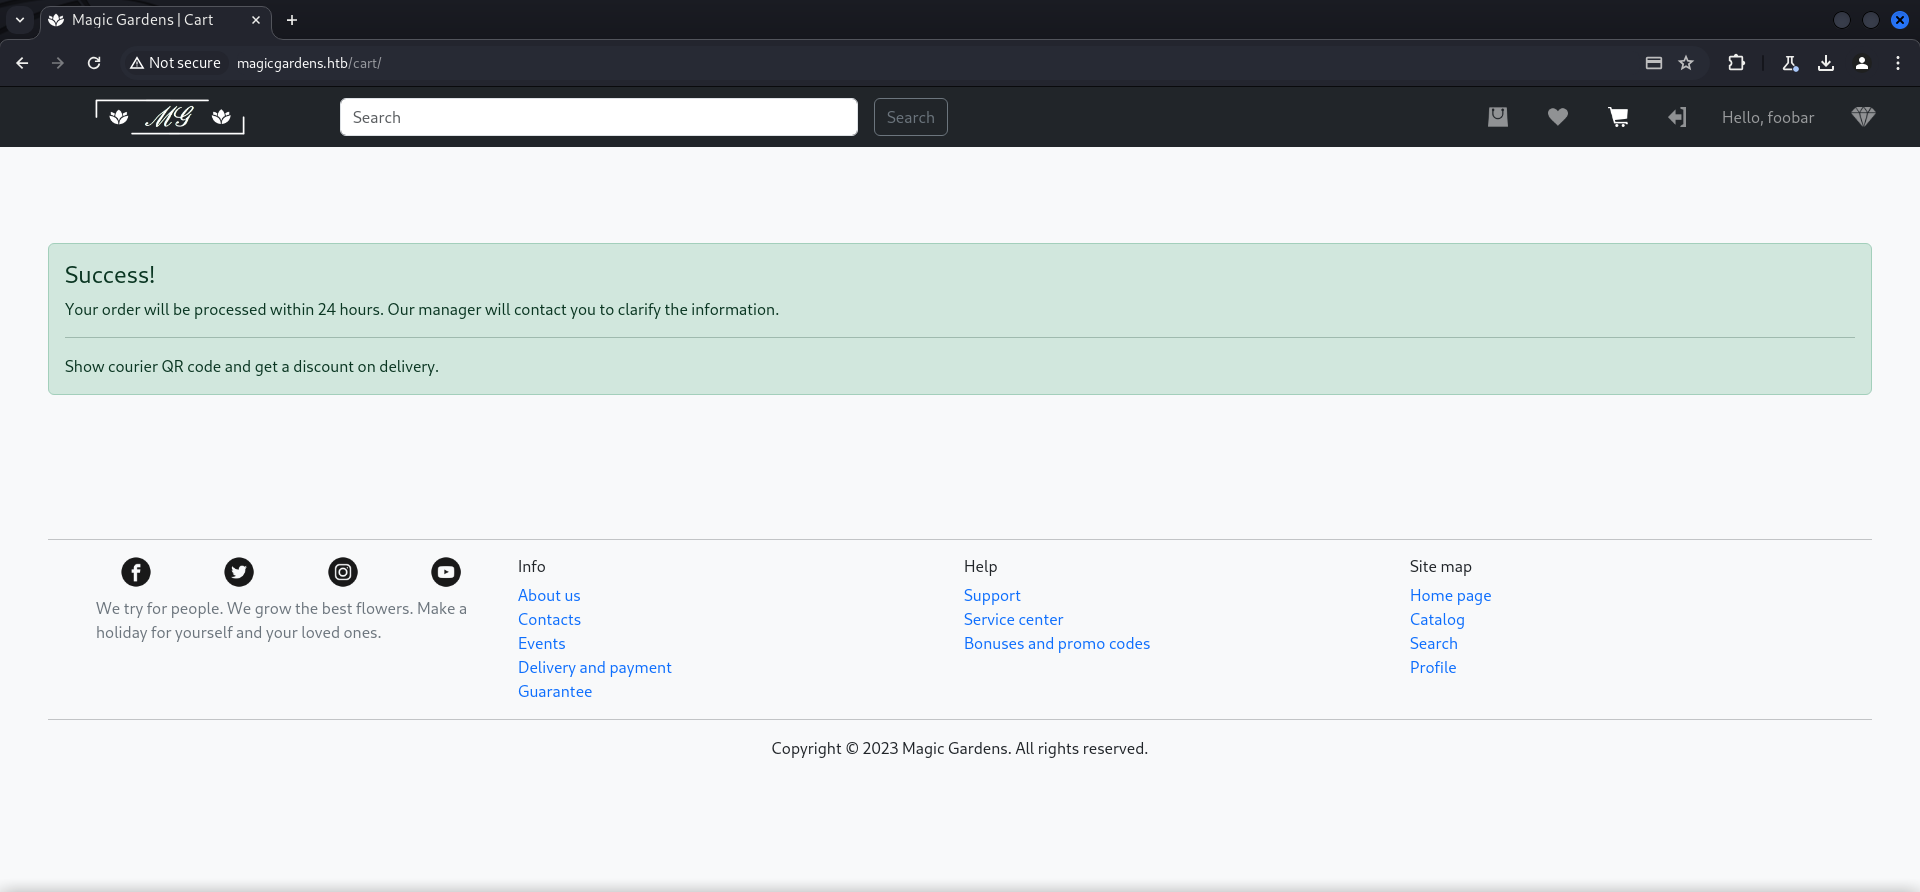 Magic Gardens | Cart
Not secure magicgardens.htb/cart/
MG Search Search Hello, foobar
Success!
Your order will be processed within 24 hours. Our manager will contact you to clarify the information.
Show courier QR code and get a discount on delivery.
We try for people. We grow the best flowers. Make a
holiday for yourself and your loved ones.
Info
About us
Contacts
Events
Delivery and payment
Guarantee
Help
Support
Service center
Bonuses and promo codes
Site map
Home page
Catalog
Search
Profile
Copyright © 2023 Magic Gardens. All rights reserved.